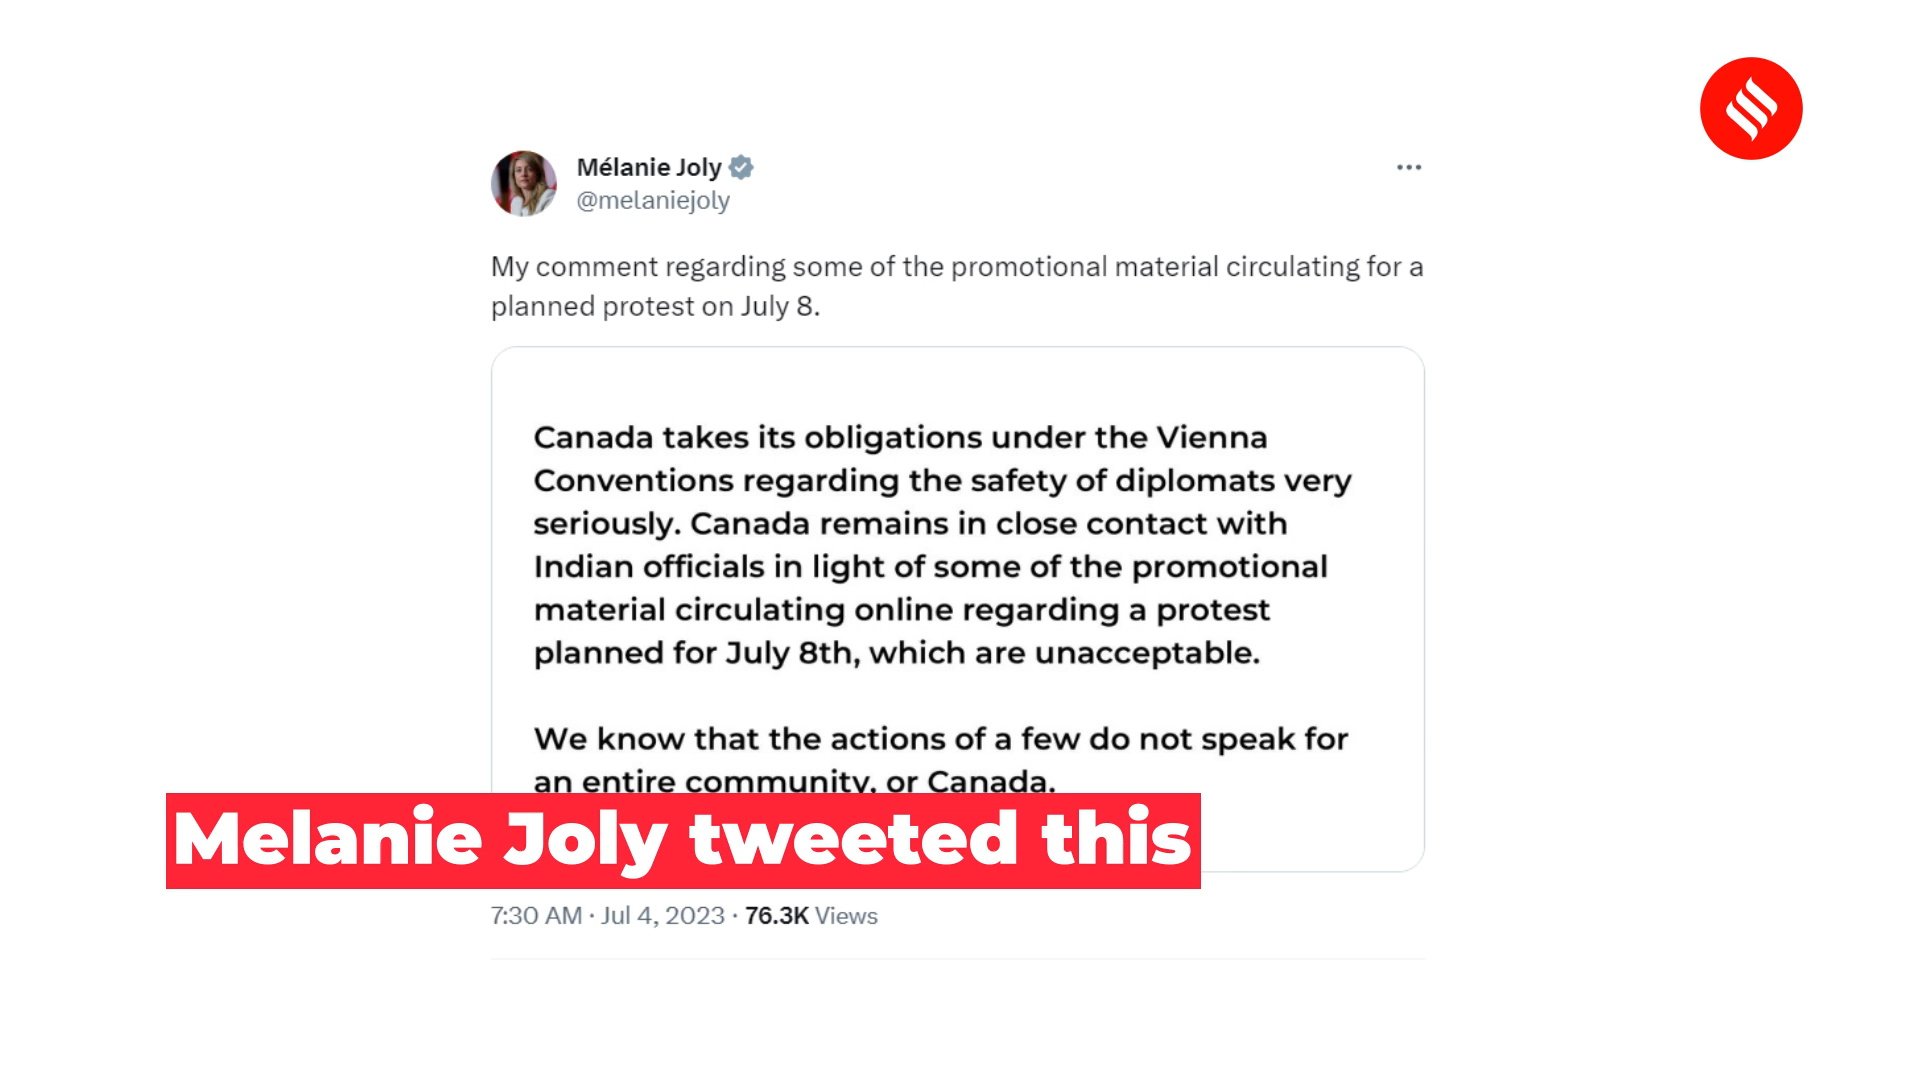 Mélanie Joly
@melaniejoly
My comment regarding some of the promotional material circulating for a
planned protest on July 8.
Canada takes its obligations under the Vienna
Conventions regarding the safety of diplomats very
seriously. Canada remains in close contact with
Indian officials in light of some of the promotional
material circulating online regarding a protest
planned for July 8th, which are unacceptable.
We know that the actions of a few do not speak for
an entire community, or Canada.
Melanie Joly tweeted this
7:30 AM · Jul 4, 2023 · 76.3K Views